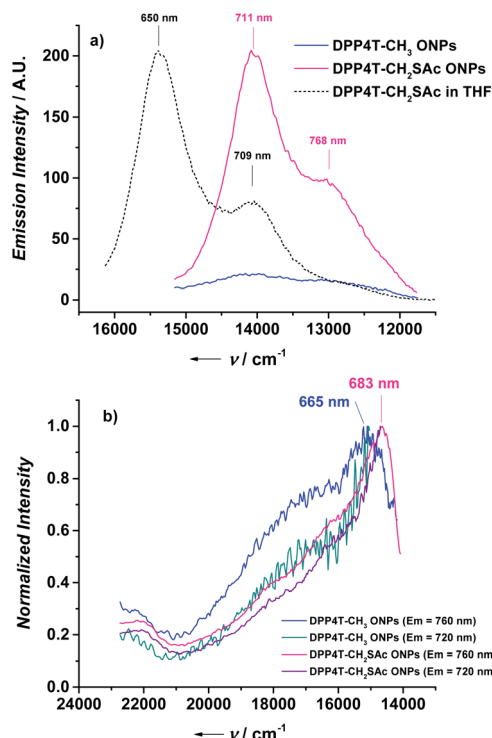 650 nm
711 nm
a)
DPP4T-CH₃ ONPs
DPP4T-CH₂SAc ONPs
DPP4T-CH₂SAc in THF
768 nm
709 nm
Emission Intensity / A.U.
200
150
100
50
0
16000 15000 14000 13000 12000
← ν / cm⁻¹
683 nm
665 nm
b)
Normalized Intensity
1.0
0.8
0.6
0.4
0.2
0.0
DPP4T-CH₃ ONPs (Em = 760 nm)
DPP4T-CH₃ ONPs (Em = 720 nm)
DPP4T-CH₂SAc ONPs (Em = 760 nm)
DPP4T-CH₂SAc ONPs (Em = 720 nm)
24000 22000 20000 18000 16000 14000
← ν / cm⁻¹